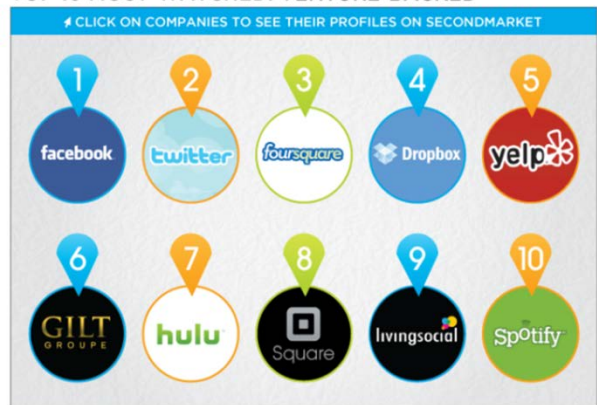 CLICK ON COMPANIES TO SEE THEIR PROFILES ON SECONDMARKET
1 2 3 4 5
facebook twitter foursquare Dropbox yelp
6 7 8 9 10
GILT GROUPE hulu Square livingsocial Spotify